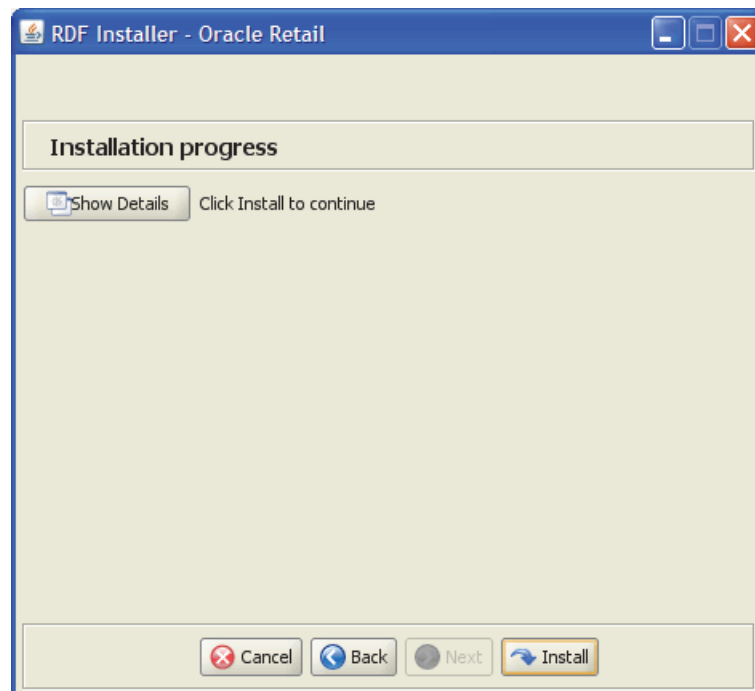 RDF Installer - Oracle Retail
Installation progress
Show Details Click Install to continue
Cancel Back Next Install